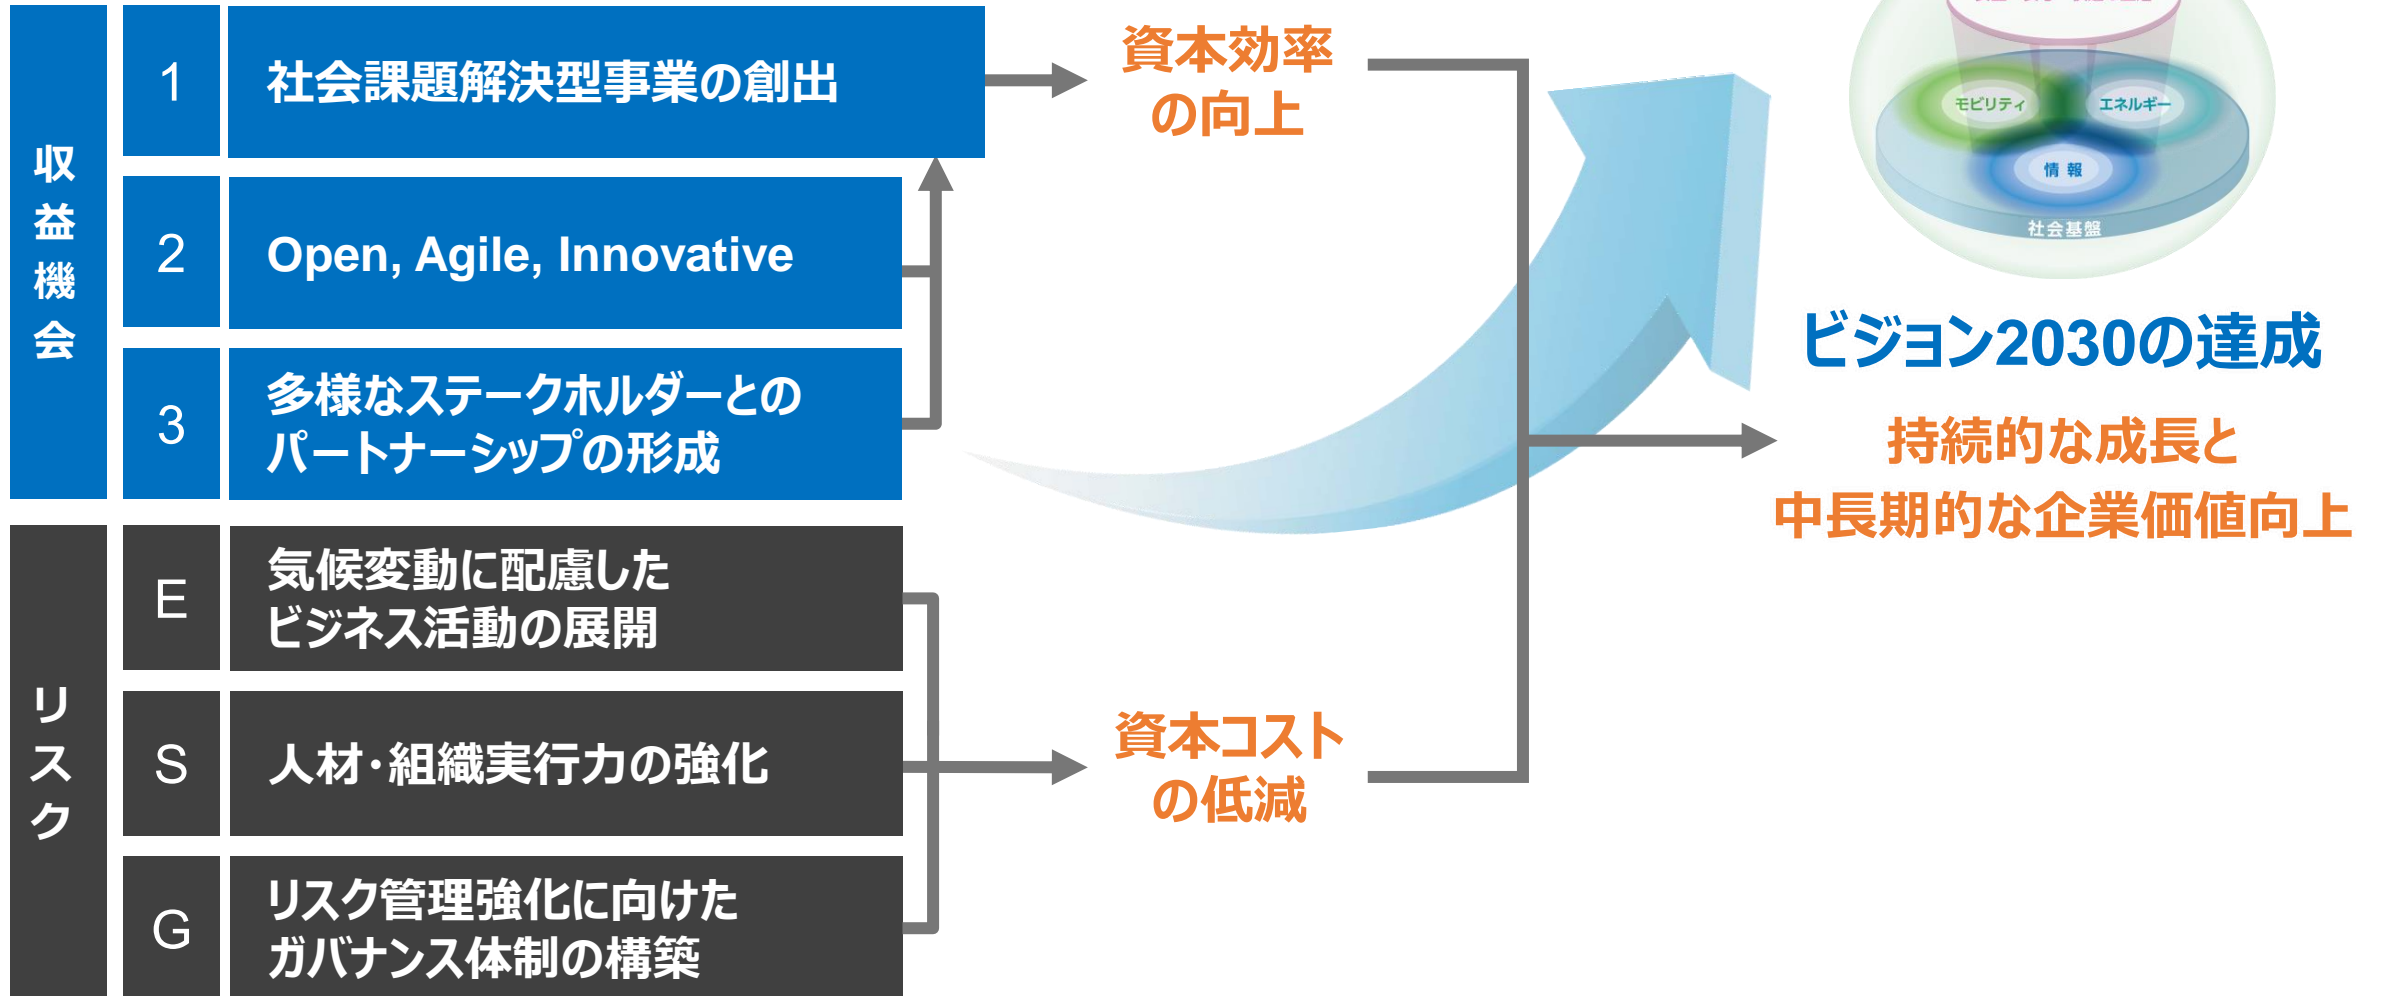 収益機会
1
社会課題解決型事業の創出
2
Open, Agile, Innovative
3
多様なステークホルダーとの
パートナーシップの形成
リスク
E
気候変動に配慮した
ビジネス活動の展開
S
人材・組織実行力の強化
G
リスク管理強化に向けた
ガバナンス体制の構築
資本効率
の向上
資本コスト
の低減
モビリティ
エネルギー
情報
社会基盤
ビジョン2030の達成
持続的な成長と
中長期的な企業価値向上